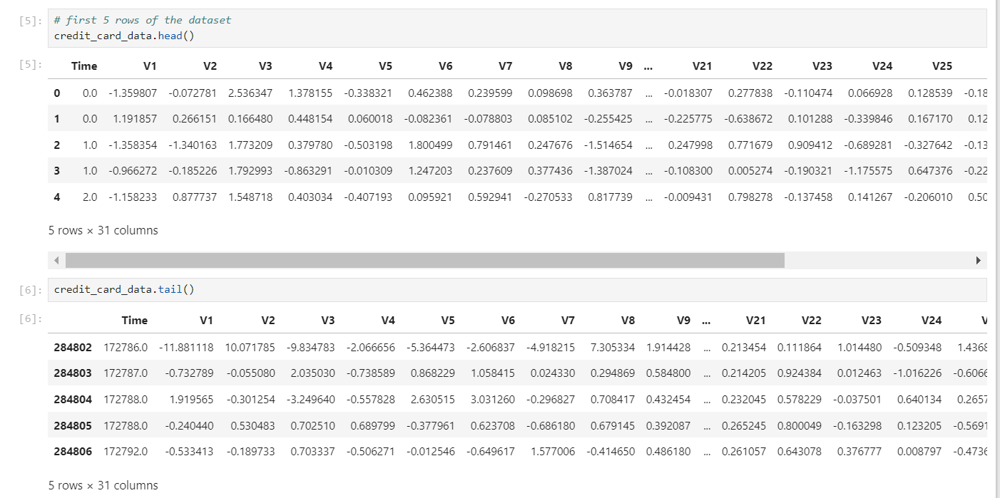 [5]: # first 5 rows of the dataset
credit_card_data.head()
[5]: Time V1 V2 V3 V4 V5 V6 V7 V8 V9 ... V21 V22 V23 V24 V25
0 0.0 -1.359807 -0.072781 2.536347 1.378155 -0.338321 0.462388 0.239599 0.098698 0.363787 ... -0.018307 0.277838 -0.110474 0.066928 0.128539 -0.18
1 0.0 1.191857 0.266151 0.166480 0.448154 0.060018 -0.082361 -0.078803 0.085102 -0.255425 ... -0.225775 -0.638672 0.101288 -0.339846 0.167170 0.12
2 1.0 -1.358354 -1.340163 1.773209 0.379780 -0.503198 1.800499 0.791461 0.247676 -1.514654 ... 0.247998 0.771679 0.909412 -0.689281 -0.327642 -0.13
3 1.0 -0.966272 -0.185226 1.792993 -0.863291 -0.010309 1.247203 0.237609 0.377436 -1.387024 ... -0.108300 0.005274 -0.190321 -1.175575 0.647376 -0.22
4 2.0 -1.158233 0.877737 1.548718 0.403034 -0.407193 0.095921 0.592941 -0.270533 0.817739 ... -0.009431 0.798278 -0.137458 0.141267 -0.206010 0.50
5 rows × 31 columns
[6]: credit_card_data.tail()
[6]: Time V1 V2 V3 V4 V5 V6 V7 V8 V9 ... V21 V22 V23 V24 V
284802 172786.0 -11.881118 10.071785 -9.834783 -2.066656 -5.364473 -2.606837 -4.918215 7.305334 1.914428 ... 0.213454 0.111864 1.014480 -0.509348 1.4368
284803 172787.0 -0.732789 -0.055080 2.035030 -0.738589 0.868229 1.058415 0.024330 0.294869 0.584800 ... 0.214205 0.924384 0.012463 -1.016226 -0.6066
284804 172788.0 1.919565 -0.301254 -3.249640 -0.557828 2.630515 3.031260 -0.296827 0.708417 0.432454 ... 0.232045 0.578229 -0.037501 0.640134 0.2657
284805 172788.0 -0.240440 0.530483 0.702510 0.689799 -0.377961 0.623708 -0.686180 0.679145 0.392087 ... 0.265245 0.800049 -0.163298 0.123205 -0.5691
284806 172792.0 -0.533413 -0.189733 0.703337 -0.506271 -0.012546 -0.649617 1.577006 -0.414650 0.486180 ... 0.261057 0.643078 0.376777 0.008797 -0.4736
5 rows × 31 columns